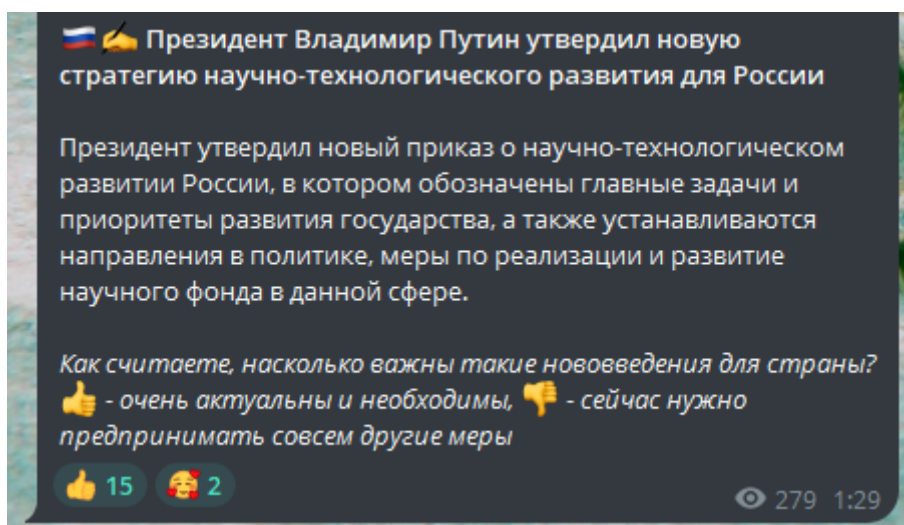 🇷🇺✍️ Президент Владимир Путин утвердил новую
стратегию научно-технологического развития для России
Президент утвердил новый приказ о научно-технологическом
развитии России, в котором обозначены главные задачи и
приоритеты развития государства, а также устанавливаются
направления в политике, меры по реализации и развитие
научного фонда в данной сфере.
Как считаете, насколько важны такие нововведения для страны?
👍 - очень актуальны и необходимы, 👎 - сейчас нужно
предпринимать совсем другие меры
👍 15 🥰 2
279 1:29